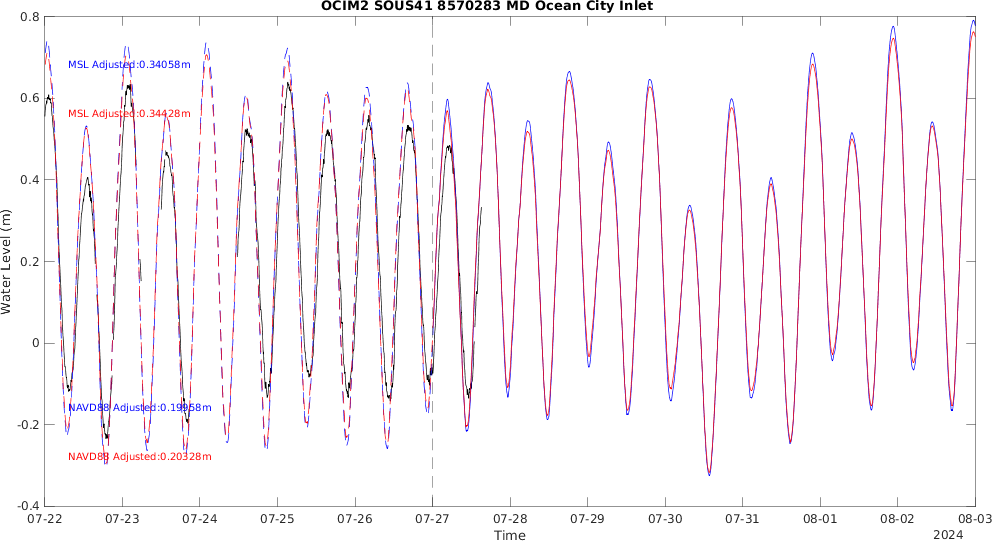 OCIM2 SOUS41 8570283 MD Ocean City Inlet
0.8
MSL Adjusted:0.34058m
0.6
MSL Adjusted:0.34428m
0.4
Water Level (m)
0.2
0
-0.2
NAVD88 Adjusted:0.19958m
NAVD88 Adjusted:0.20328m
-0.4
07-22 07-23 07-24 07-25 07-26 07-27 07-28 07-29 07-30 07-31 08-01 08-02 08-03
Time
2024